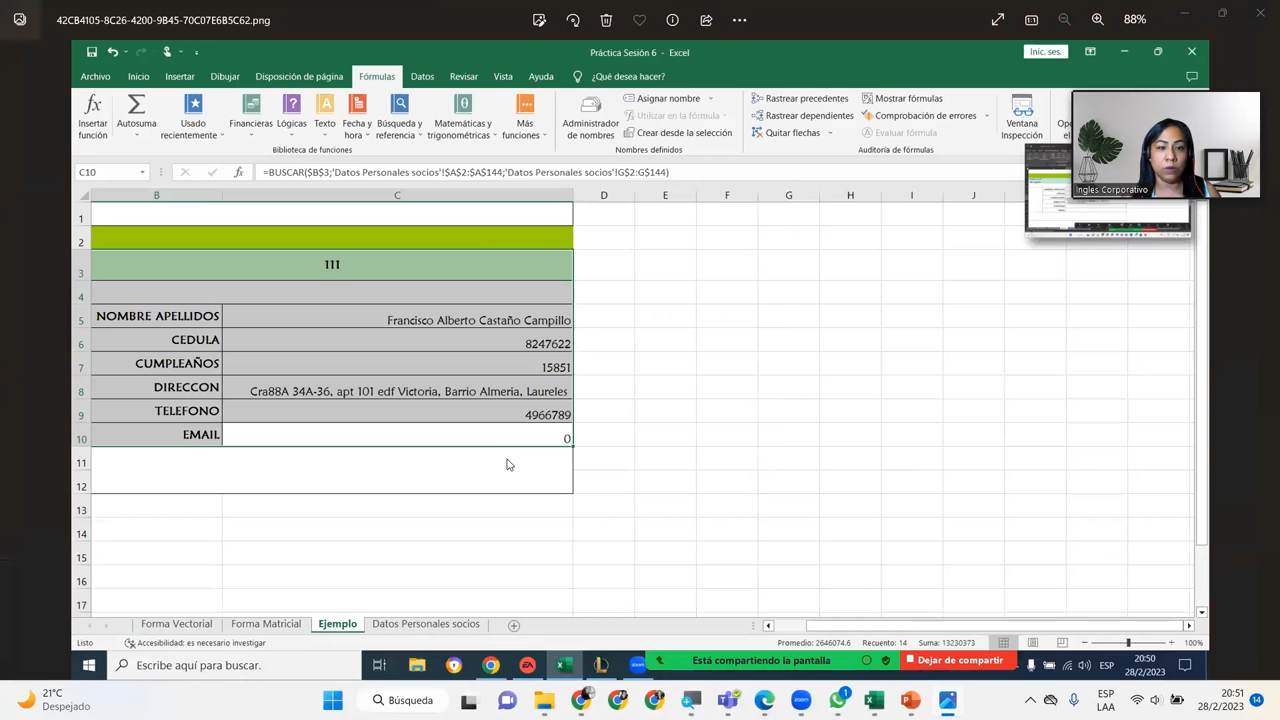 42CB4105-8C26-4200-9B45-70C07E6B5C62.png
88%
Práctica Sesión 6 - Excel
Inic. ses.
Archivo Inicio Insertar Dibujar Disposición de página Fórmulas Datos Revisar Vista Ayuda ¿Qué desea hacer?
Insertar función
Autosuma
Usado recientemente
Financieras
Lógicas
Texto
Fecha y hora
Búsqueda y referencia
Matemáticas y trigonométricas
Más funciones
Biblioteca de funciones
Administrador de nombres
Asignar nombre
Utilizar en la fórmula
Crear desde la selección
Nombres definidos
Rastrear precedentes
Rastrear dependientes
Quitar flechas
Mostrar fórmulas
Comprobación de errores
Evaluar fórmula
Auditoría de fórmulas
Ventana Inspección
Ingles Corporativo
C10
=BUSCAR($B$3;'Datos Personales socios'!$A$2:$A$144;'Datos Personales socios'!G$2:G$144)
B C D E F G H I J K L
1
2
3 111
4
5 NOMBRE APELLIDOS Francisco Alberto Castaño Campillo
6 CEDULA 8247622
7 CUMPLEAÑOS 15851
8 DIRECCON Cra88A 34A-36, apt 101 edf Victoria, Barrio Almeria, Laureles
9 TELEFONO 4966789
10 EMAIL 0
11
12
13
14
15
16
17
Forma Vectorial Forma Matricial Ejemplo Datos Personales socios
Listo Accesibilidad: es necesario investigar Promedio: 2646074.6 Recuento: 14 Suma: 13230373 100%
Escribe aquí para buscar. Está compartiendo la pantalla Dejar de compartir ESP 20:50
28/2/2023
21°C
Despejado
Búsqueda
1
ESP
LAA
20:51
28/2/2023
14